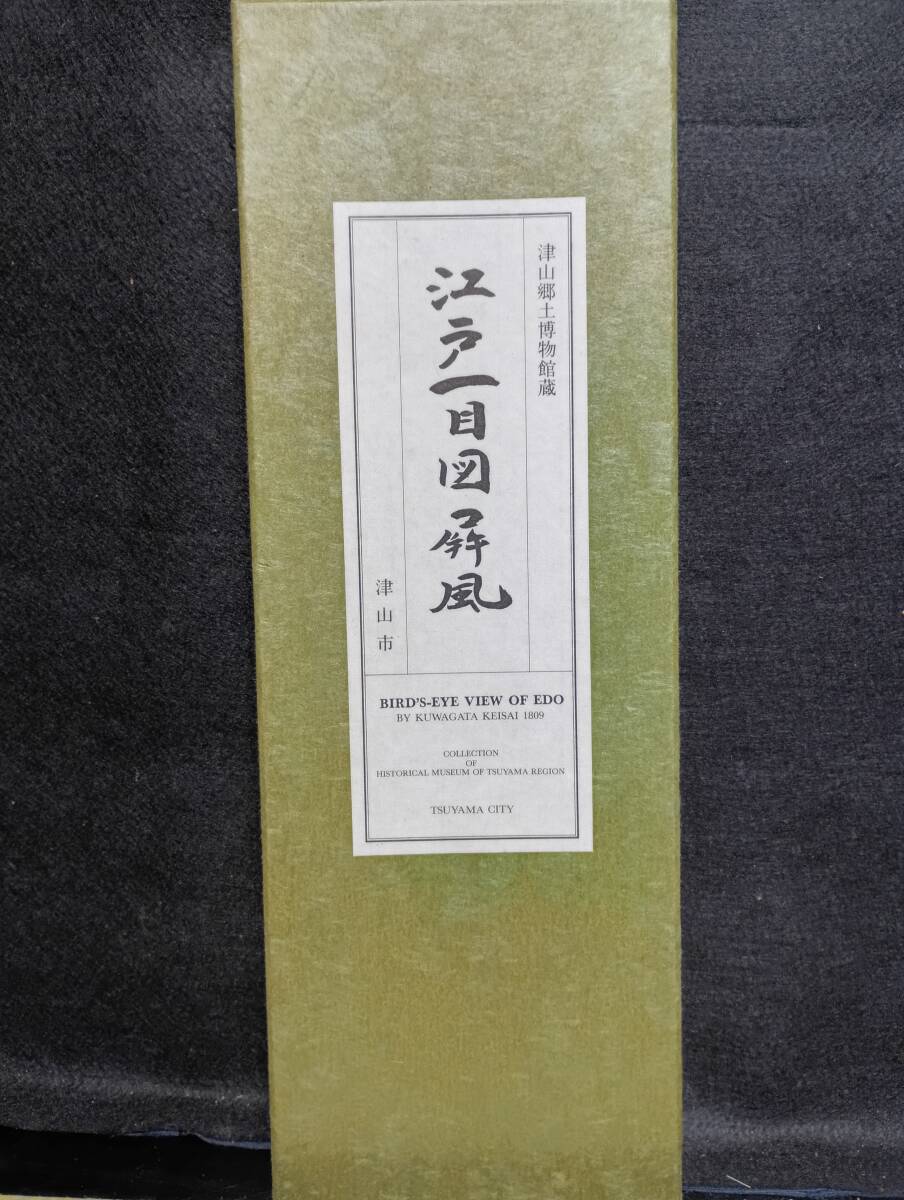 津山郷土博物館蔵
江戸一目図屏風
津山市
BIRD'S-EYE VIEW OF EDO
BY KUWAGATA KEISAI 1809
COLLECTION
OF
HISTORICAL MUSEUM OF TSUYAMA REGION
TSUYAMA CITY